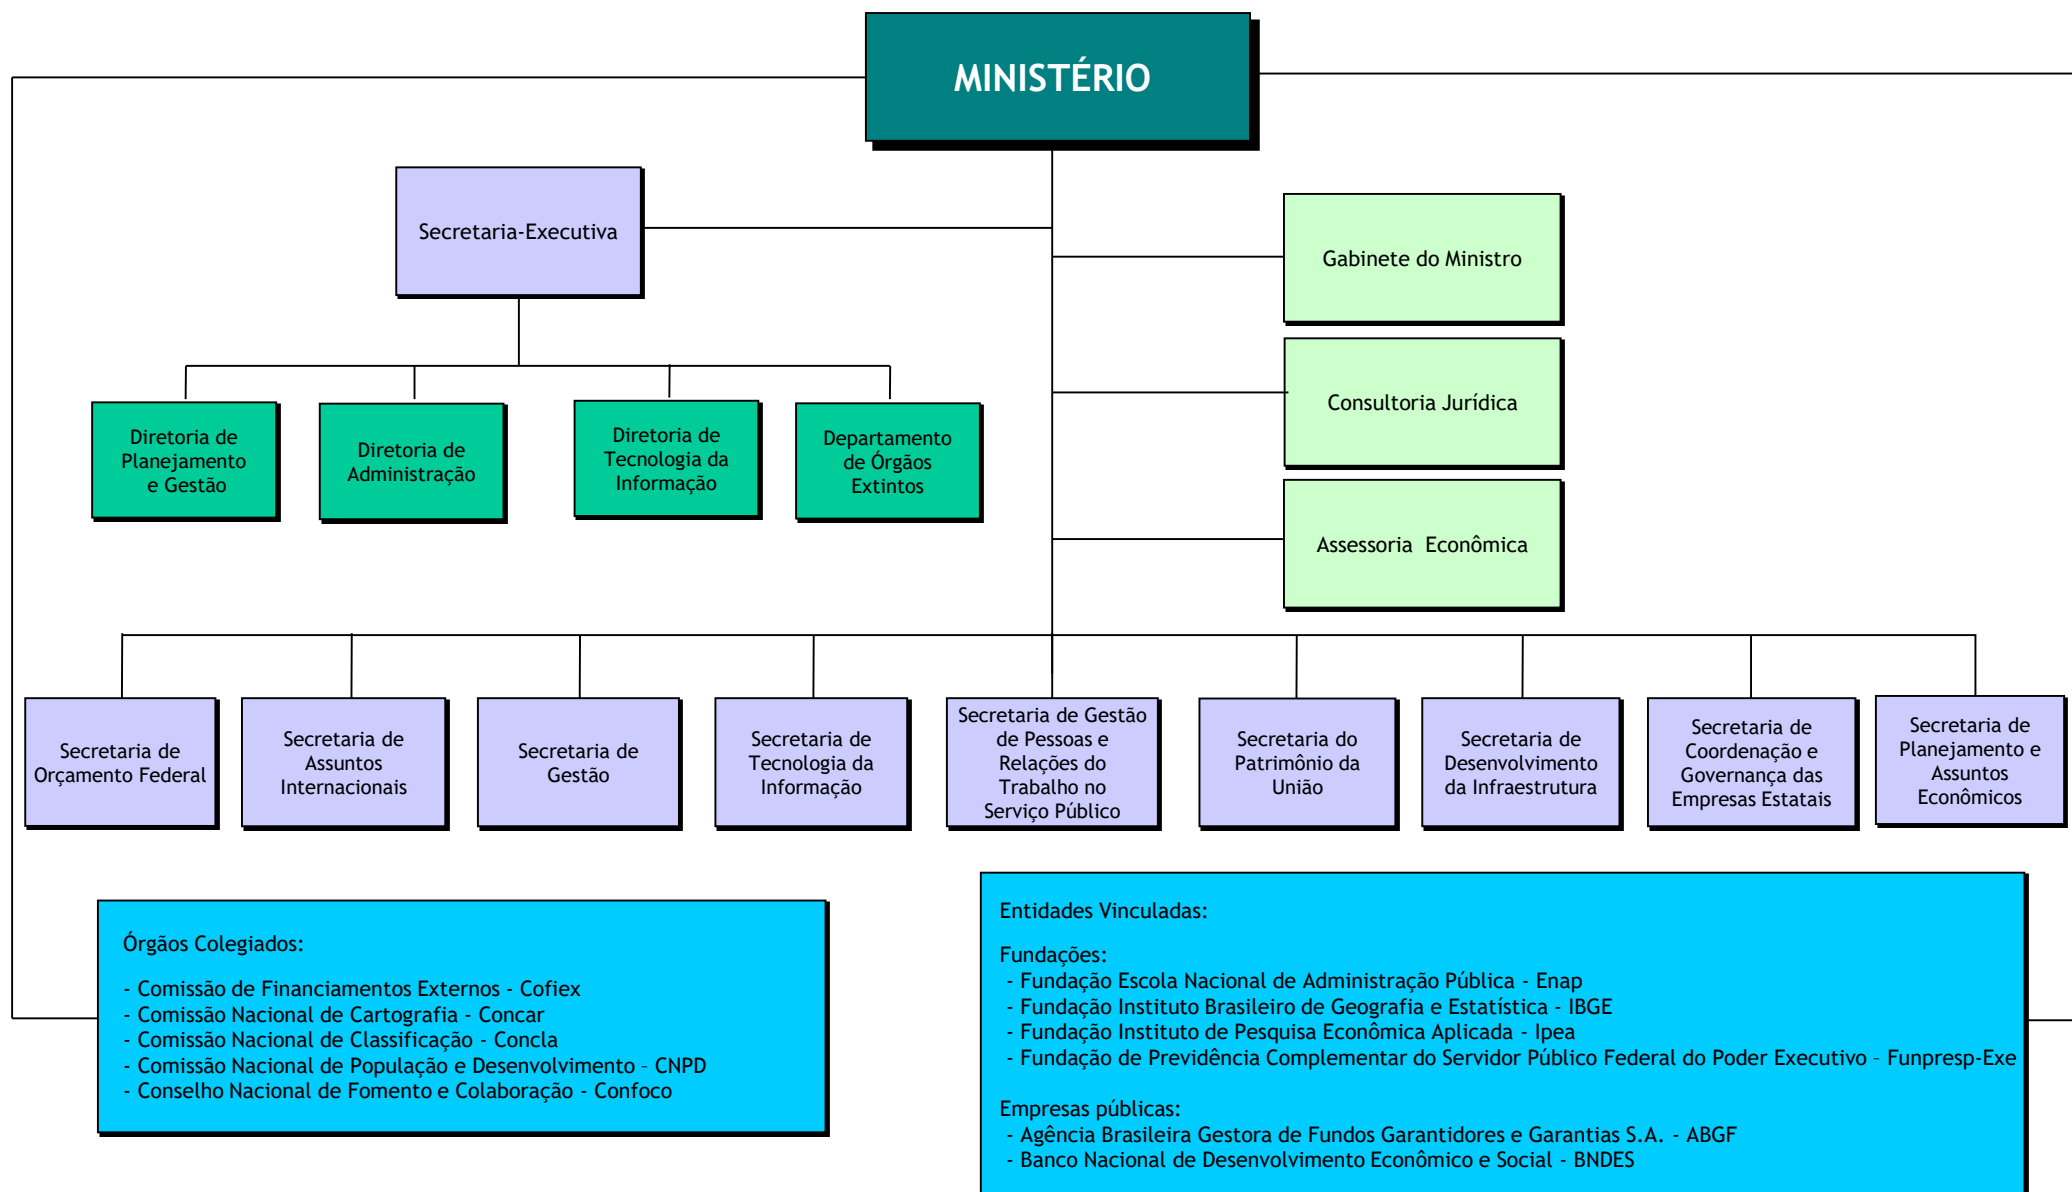 MINISTÉRIO
Secretaria-Executiva
Gabinete do Ministro
Consultoria Jurídica
Assessoria Econômica
Diretoria de
Planejamento
e Gestão
Diretoria de
Administração
Diretoria de
Tecnologia da
Informação
Departamento
de Órgãos
Extintos
Secretaria de
Orçamento Federal
Secretaria de
Assuntos
Internacionais
Secretaria de
Gestão
Secretaria de
Tecnologia da
Informação
Secretaria de Gestão
de Pessoas e
Relações do
Trabalho no
Serviço Público
Secretaria do
Patrimônio da
União
Secretaria de
Desenvolvimento
da Infraestrutura
Secretaria de
Coordenação e
Governança das
Empresas Estatais
Secretaria de
Planejamento e
Assuntos
Econômicos
Órgãos Colegiados:
- Comissão de Financiamentos Externos - Cofiex
- Comissão Nacional de Cartografia - Concar
- Comissão Nacional de Classificação - Concla
- Comissão Nacional de População e Desenvolvimento – CNPD
- Conselho Nacional de Fomento e Colaboração - Confoco
Entidades Vinculadas:
Fundações:
- Fundação Escola Nacional de Administração Pública - Enap
- Fundação Instituto Brasileiro de Geografia e Estatística - IBGE
- Fundação Instituto de Pesquisa Econômica Aplicada - Ipea
- Fundação de Previdência Complementar do Servidor Público Federal do Poder Executivo – Funpresp-Exe
Empresas públicas:
- Agência Brasileira Gestora de Fundos Garantidores e Garantias S.A. - ABGF
- Banco Nacional de Desenvolvimento Econômico e Social - BNDES